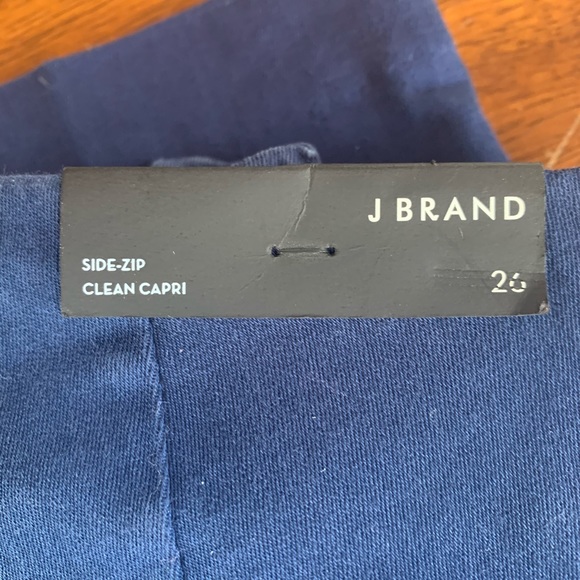 J BRAND
SIDE-ZIP
CLEAN CAPRI
26